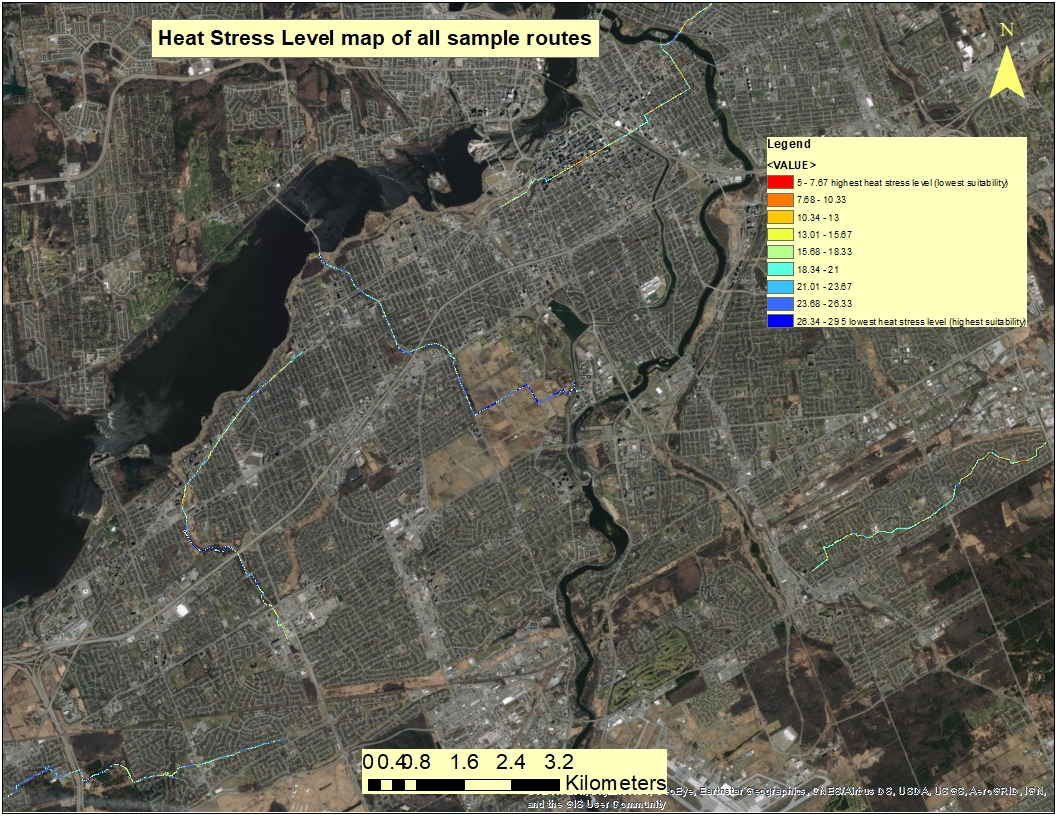 Heat Stress Level map of all sample routes
N
Legend
<VALUE>
5 - 7.67 highest heat stress level (lowest suitability)
7.68 - 10.33
10.34 - 13
13.01 - 15.67
15.68 - 18.33
18.34 - 21
21.01 - 23.67
23.68 - 26.33
26.34 - 29.5 lowest heat stress level (highest suitability)
0 0.4 0.8 1.6 2.4 3.2
Kilometers
Earthstar Geographics, CNES/Airbus DS, USDA, USGS, AeroGRID, IGN,
and the GIS User Community